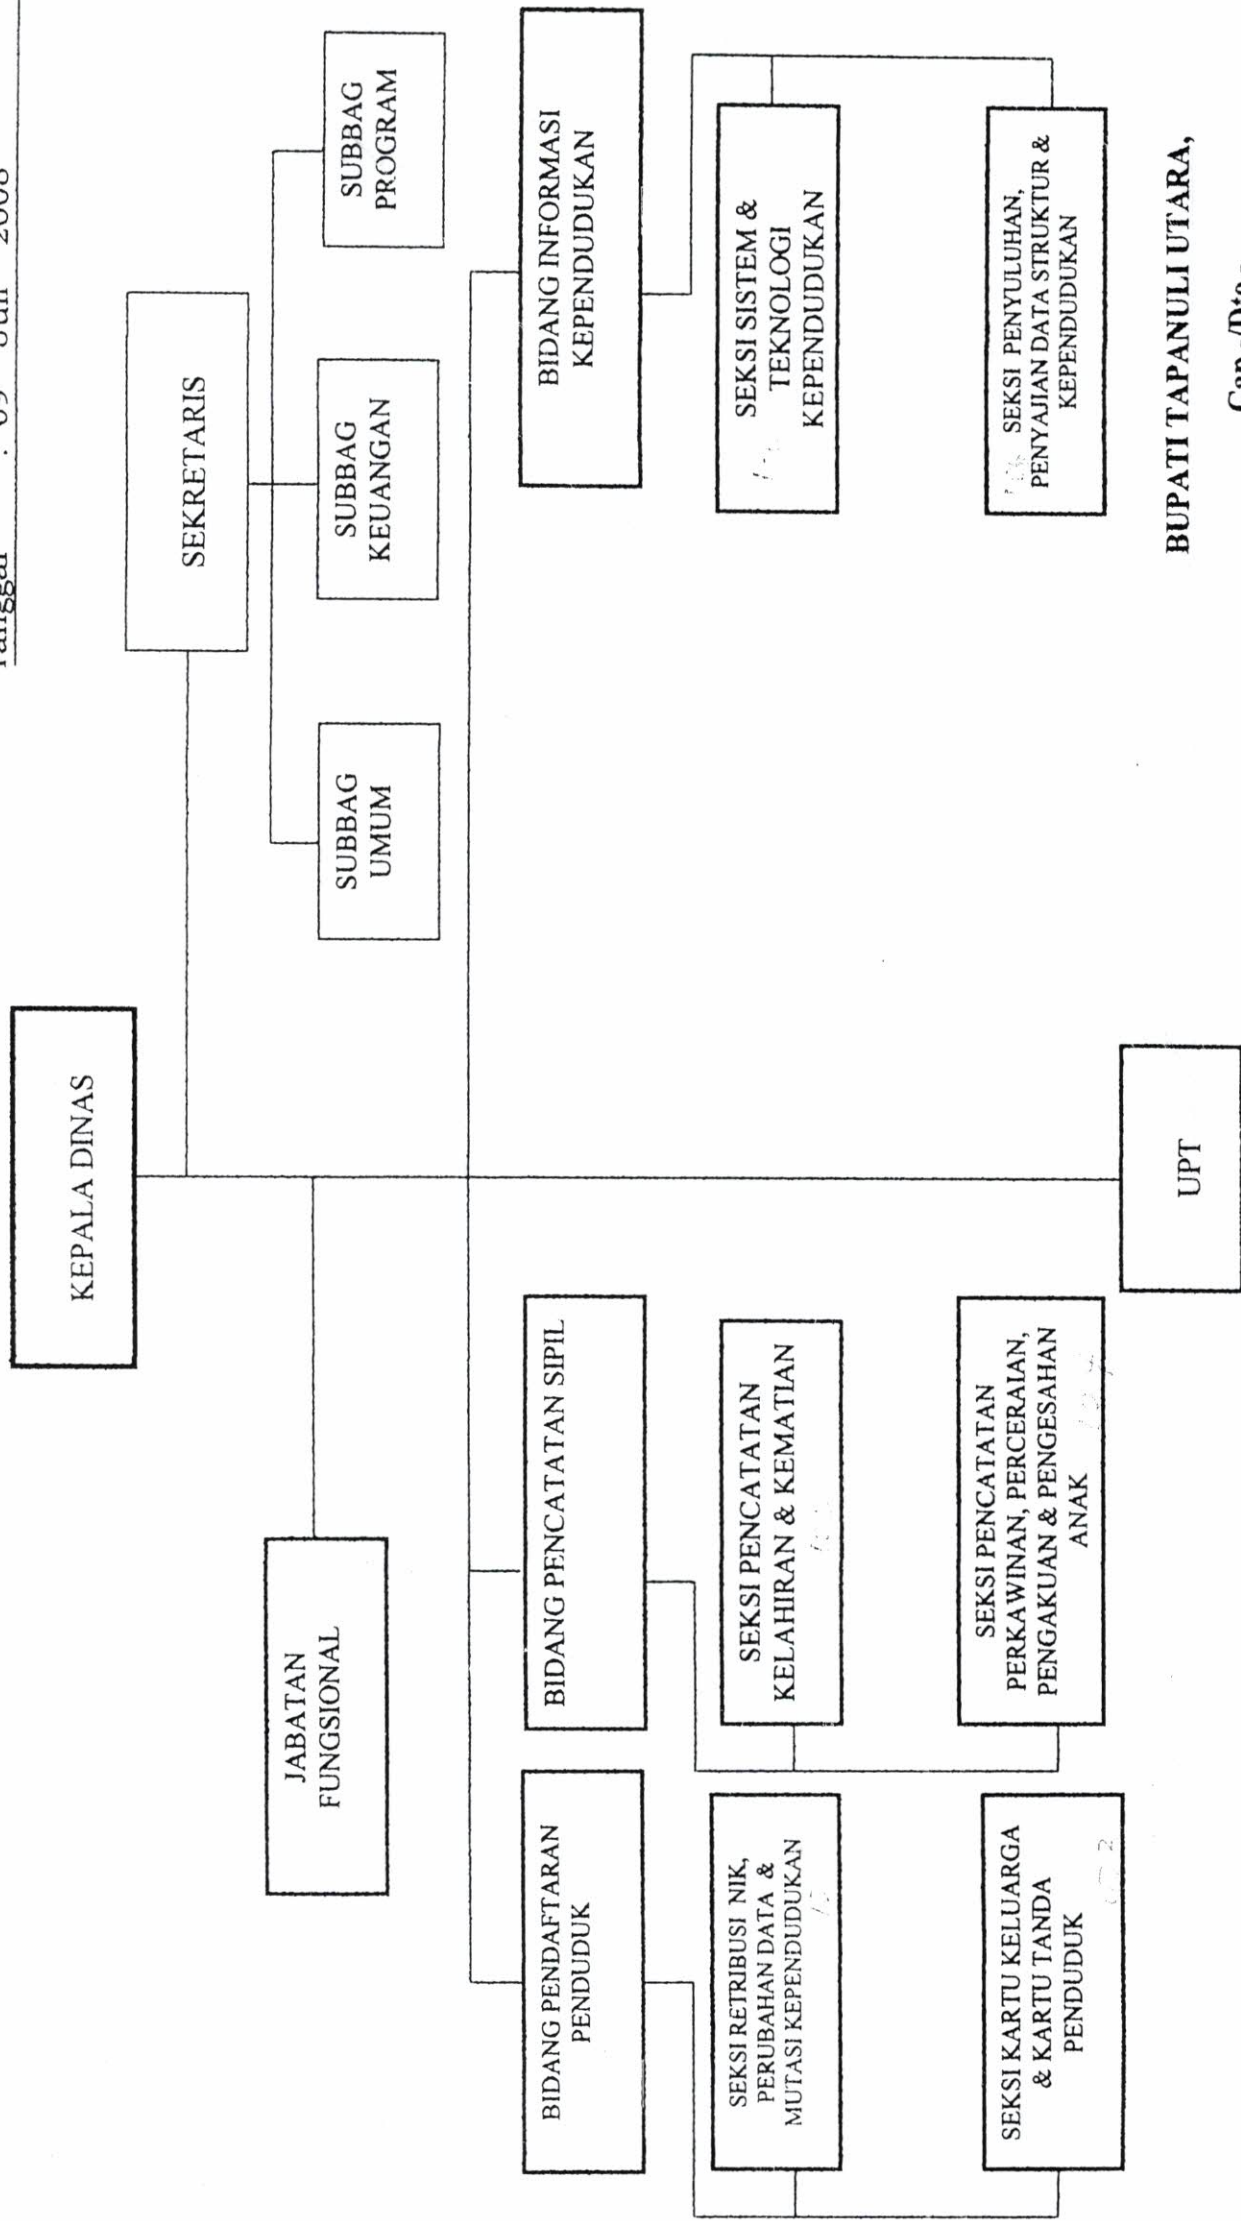 KEPALA DINAS
SEKRETARIS
JABATAN
FUNGSIONAL
SUBBAG
UMUM
SUBBAG
KEUANGAN
SUBBAG
PROGRAM
BIDANG PENDAFTARAN
PENDUDUK
BIDANG PENCATATAN SIPIL
BIDANG INFORMASI
KEPENDUDUKAN
SEKSI RETRIBUSI NIK,
PERUBAHAN DATA &
MUTASI KEPENDUDUKAN
SEKSI PENCATATAN
KELAHIRAN & KEMATIAN
SEKSI SISTEM &
TEKNOLOGI
KEPENDUDUKAN
SEKSI KARTU KELUARGA
& KARTU TANDA
PENDUDUK
SEKSI PENCATATAN
PERKAWINAN, PERCERAIAN,
PENGAKUAN & PENGESAHAN
ANAK
SEKSI PENYULUHAN,
PENYAJIAN DATA STRUKTUR &
KEPENDUDUKAN
UPT
BUPATI TAPANULI UTARA,